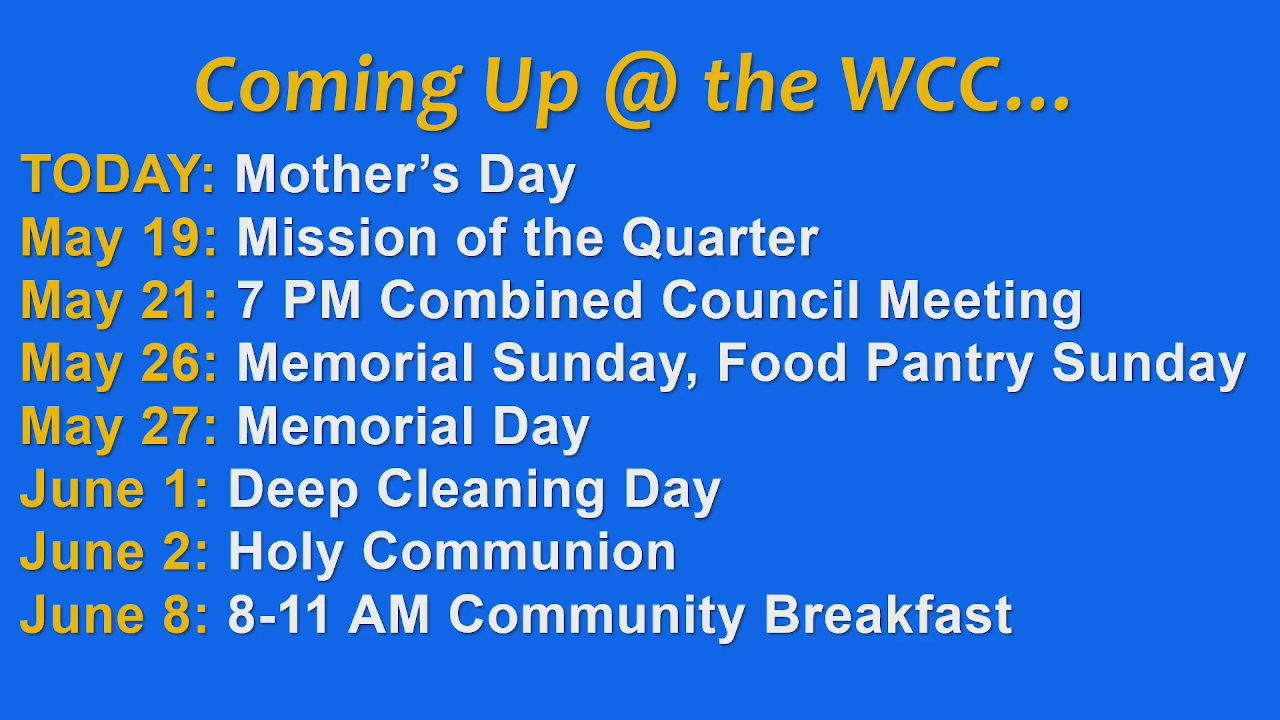 Coming Up @ the WCC...
TODAY: Mother’s Day
May 19: Mission of the Quarter
May 21: 7 PM Combined Council Meeting
May 26: Memorial Sunday, Food Pantry Sunday
May 27: Memorial Day
June 1: Deep Cleaning Day
June 2: Holy Communion
June 8: 8-11 AM Community Breakfast